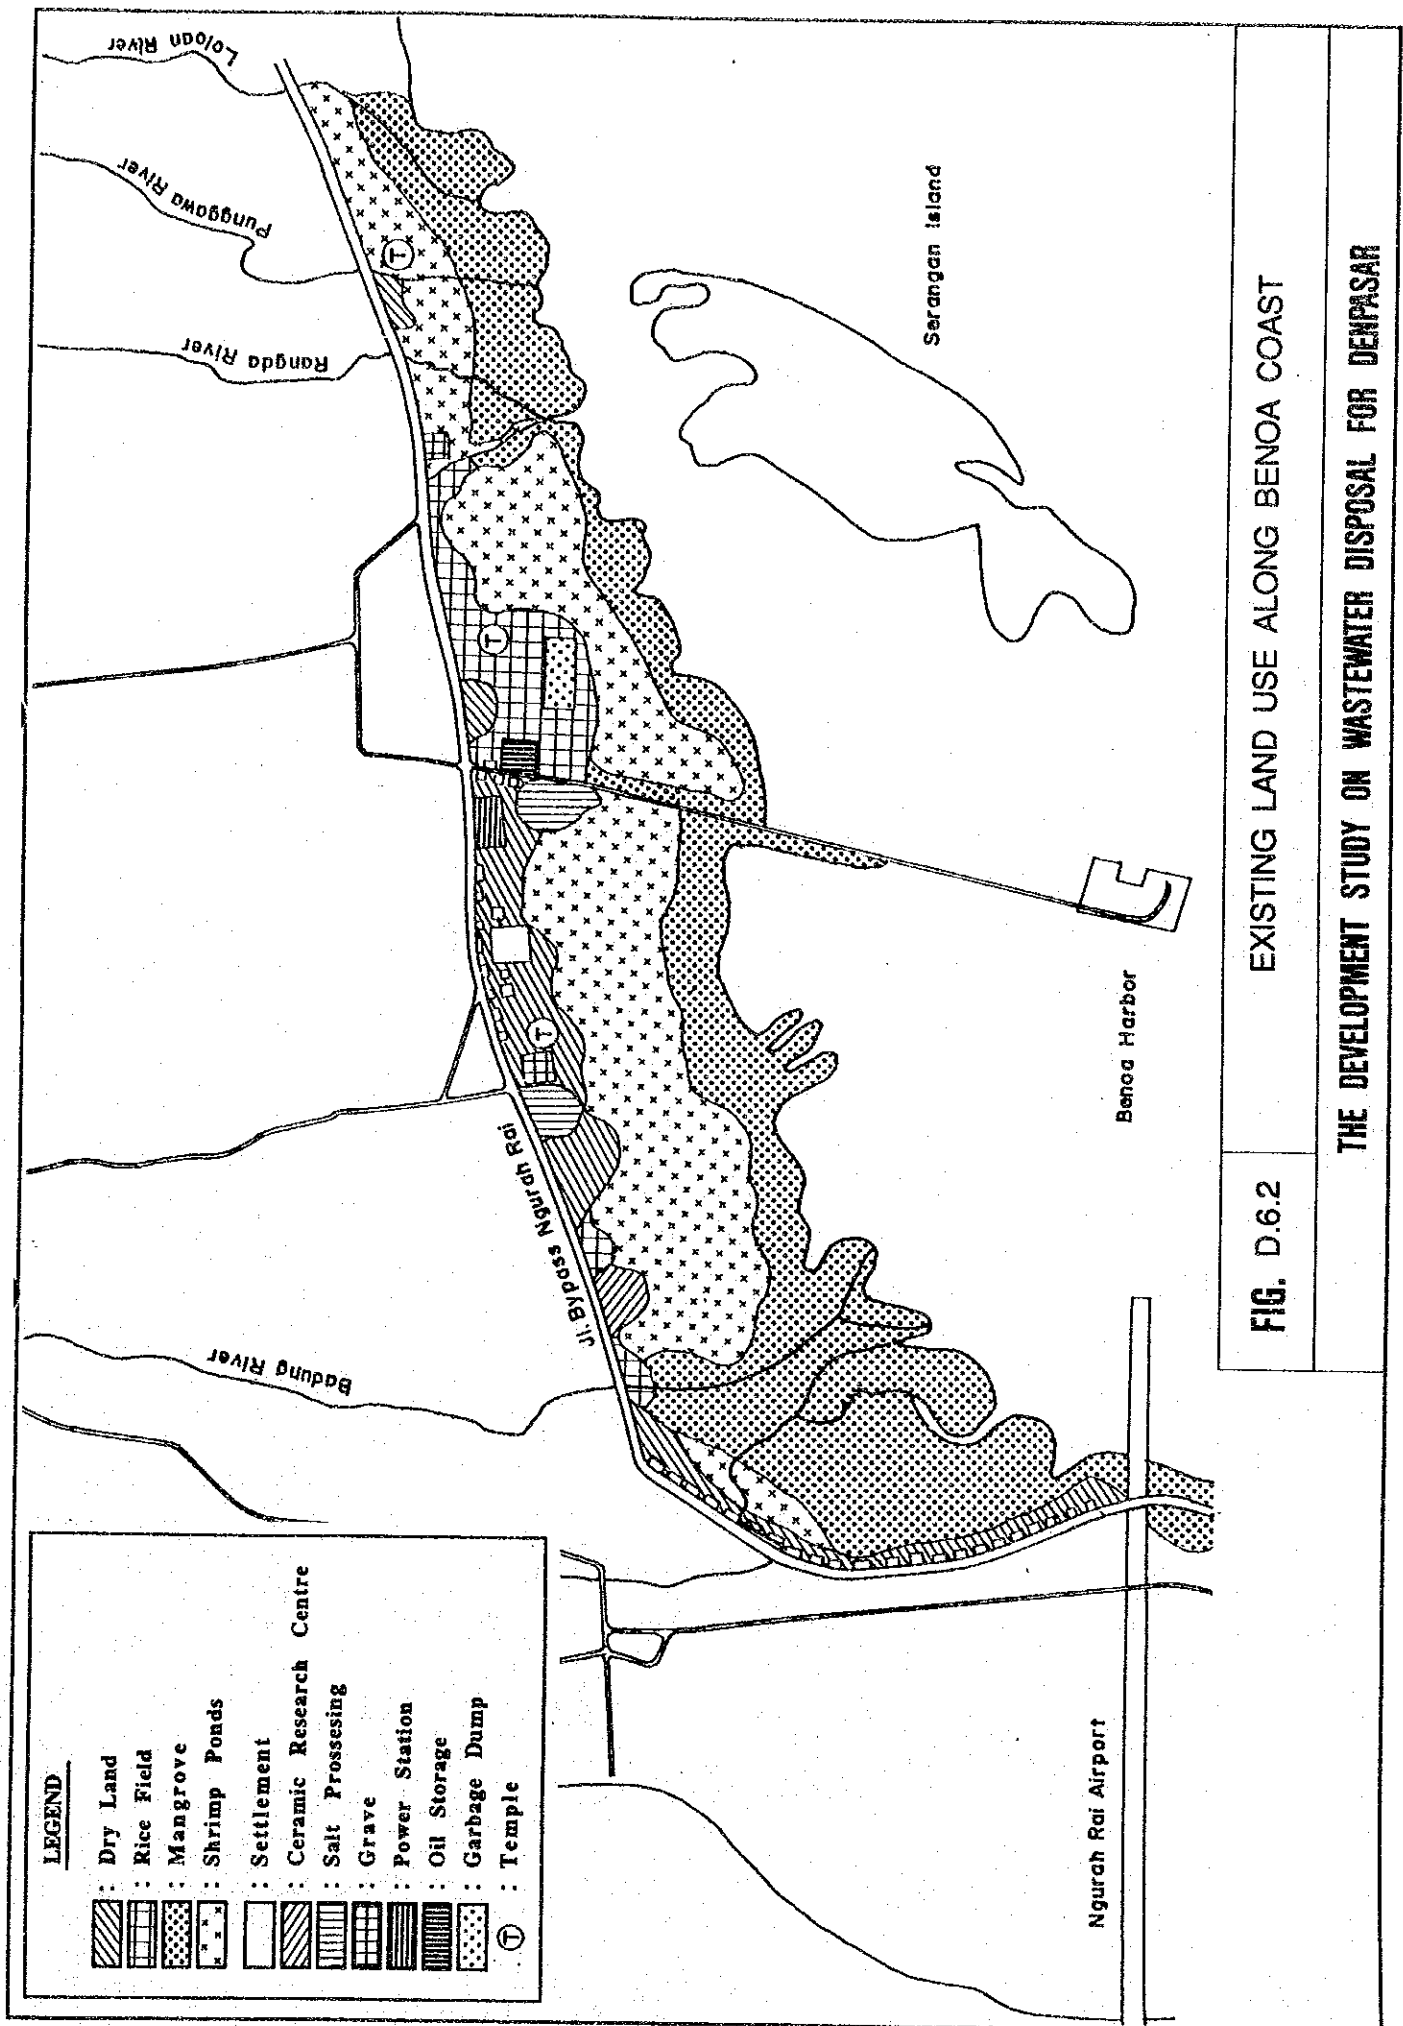 Loloan River
Punggawa River
Rangda River
Serangan Island
Jl. Bypass Ngurah Rai
Badung River
Benoa Harbor
Ngurah Rai Airport
LEGEND
: Dry Land
: Rice Field
: Mangrove
: Shrimp Ponds
: Settlement
: Ceramic Research Centre
: Salt Prossesing
: Grave
: Power Station
: Oil Storage
: Garbage Dump
T : Temple
T
T
T
FIG. D.6.2
EXISTING LAND USE ALONG BENOA COAST
THE DEVELOPMENT STUDY ON WASTEWATER DISPOSAL FOR DENPASAR